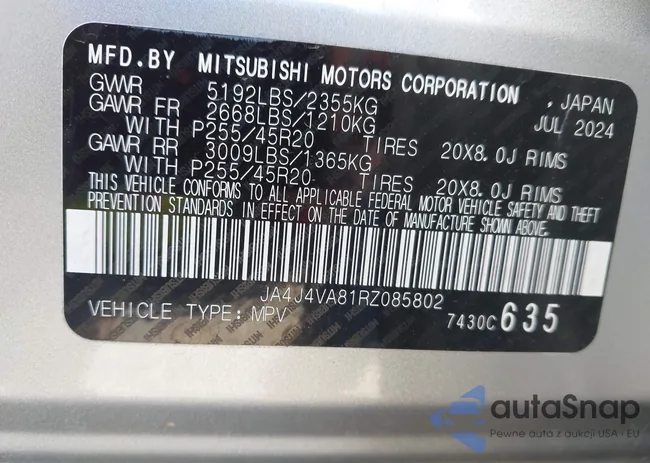 MFD.BY MITSUBISHI MOTORS CORPORATION , JAPAN
GVWR 5192LBS/2355KG JUL 2024
GAWR FR 2668LBS/1210KG
WITH P255/45R20 TIRES 20X8.0J RIMS
GAWR RR 3009LBS/1365KG
WITH P255/45R20 TIRES 20X8.0J RIMS
THIS VEHICLE CONFORMS TO ALL APPLICABLE FEDERAL MOTOR VEHICLE SAFETY AND THEFT
PREVENTION STANDARDS IN EFFECT ON THE DATE OF MANUFACTURE SHOWN ABOVE.
JA4J4VA81RZ085802
VEHICLE TYPE: MPV 7430C 635
autaSnap
Pewne auta z aukcji USA - EU